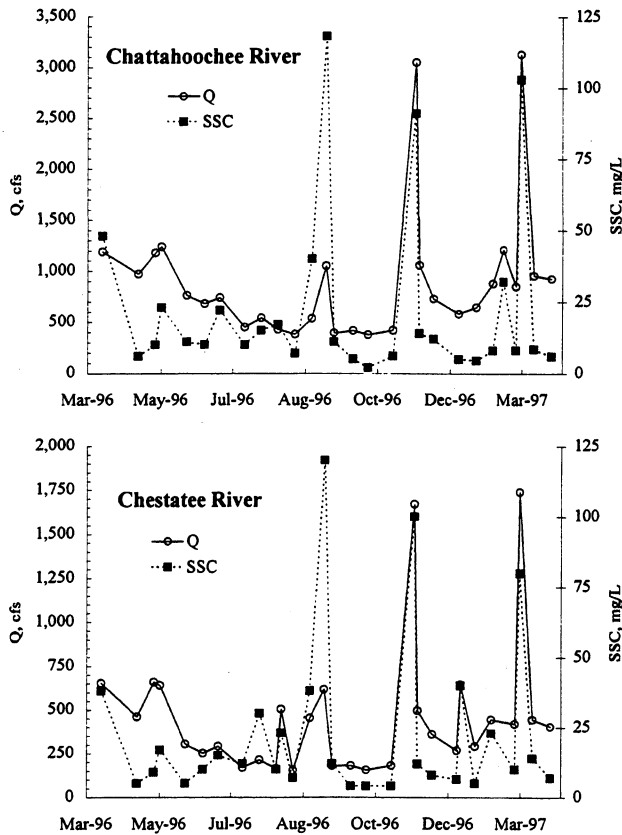 3,500
3,000
2,500
2,000
1,500
1,000
500
0
Q, cfs
Chattahoochee River
Q
SSC
125
100
75
50
25
0
SSC, mg/L
Mar-96 May-96 Jul-96 Aug-96 Oct-96 Dec-96 Mar-97
2,000
1,750
1,500
1,250
1,000
750
500
250
0
Q, cfs
Chestatee River
Q
SSC
125
100
75
50
25
0
SSC, mg/L
Mar-96 May-96 Jul-96 Aug-96 Oct-96 Dec-96 Mar-97